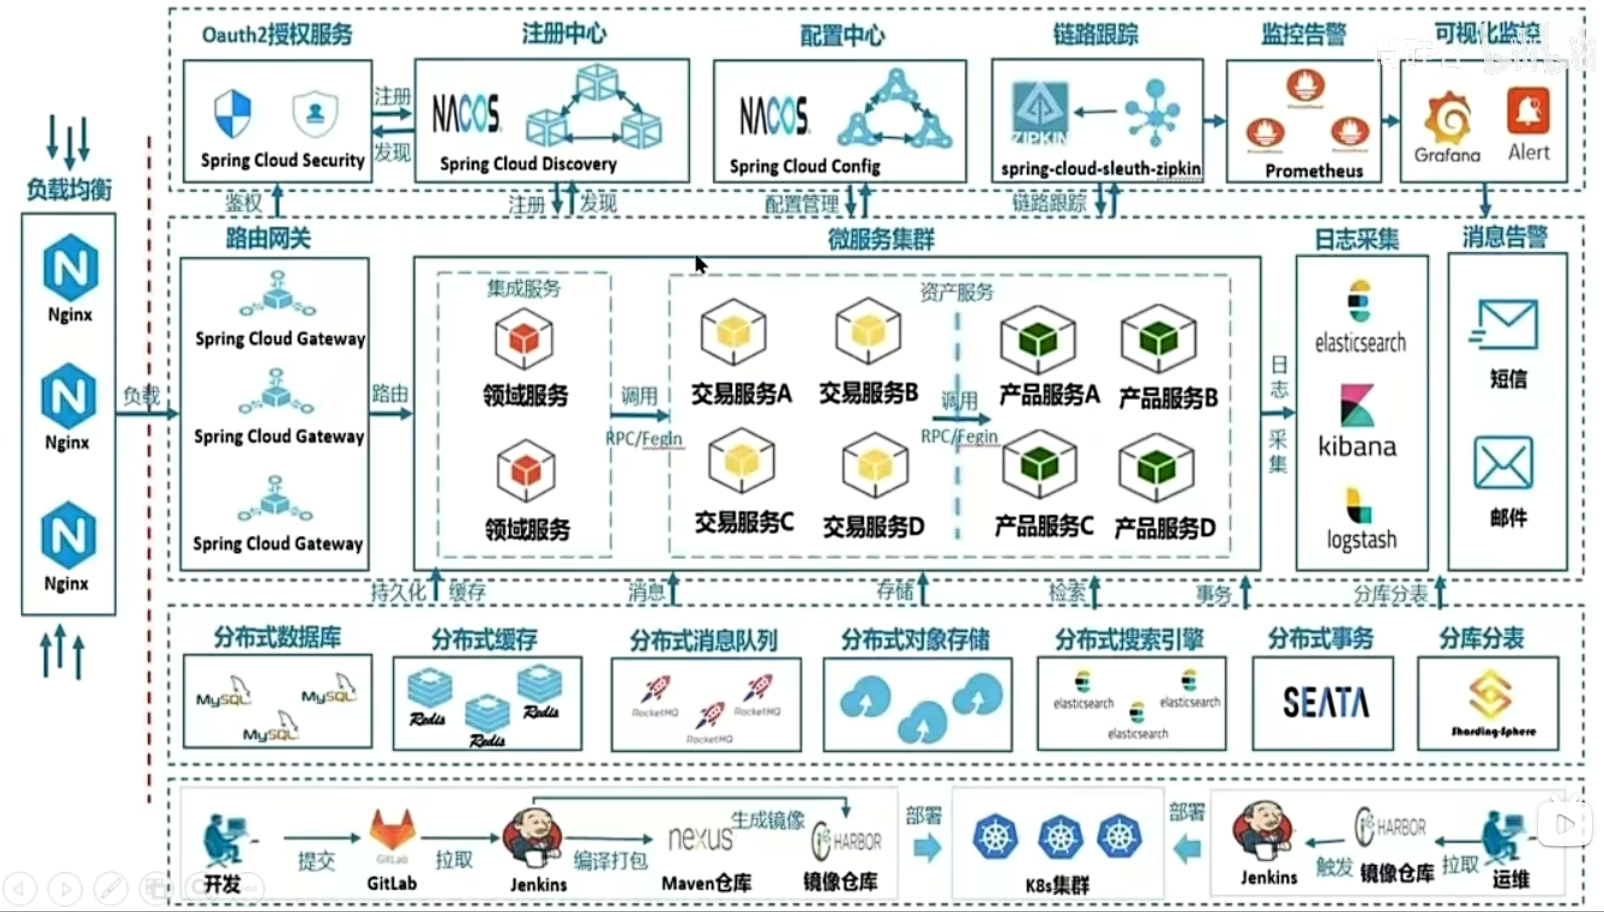 Oauth2授权服务
注册中心
配置中心
链路跟踪
监控告警
可视化监控
注册
发现
NACOS
NACOS
ZIPKIN
Grafana
Alert
Spring Cloud Security
Spring Cloud Discovery
Spring Cloud Config
spring-cloud-sleuth-zipkin
Prometheus
鉴权
注册
发现
配置管理
链路跟踪
负载均衡
Nginx
Nginx
Nginx
负载
路由网关
Spring Cloud Gateway
Spring Cloud Gateway
Spring Cloud Gateway
路由
微服务集群
集成服务
领域服务
领域服务
调用
RPC/Fegin
资产服务
交易服务A
交易服务B
交易服务C
交易服务D
调用
RPC/Fegin
产品服务A
产品服务B
产品服务C
产品服务D
日志采集
日志采集
elasticsearch
kibana
logstash
消息告警
短信
邮件
持久化
缓存
消息
存储
检索
事务
分库分表
分布式数据库
分布式缓存
分布式消息队列
分布式对象存储
分布式搜索引擎
分布式事务
分库分表
MySQL
MySQL
MySQL
Redis
Redis
Redis
RocketMQ
RocketMQ
RocketMQ
elasticsearch
elasticsearch
elasticsearch
SEATA
Sharding-Sphere
开发
提交
GitLab
GitLab
拉取
Jenkins
编译打包
nexus
Maven仓库
生成镜像
HARBOR
镜像仓库
部署
K8s集群
部署
Jenkins
触发
HARBOR
镜像仓库
拉取
运维